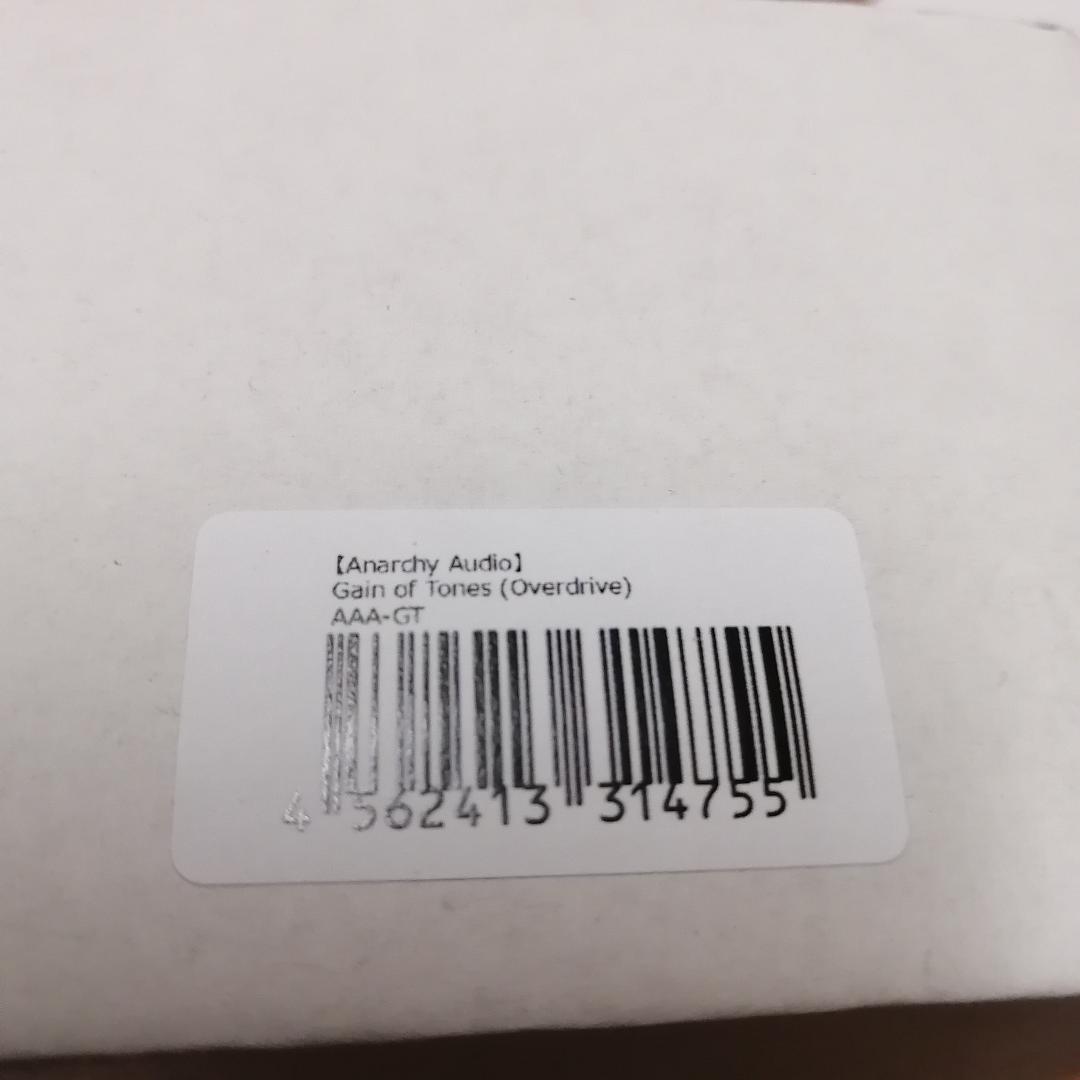 【Anarchy Audio】
Gain of Tones (Overdrive)
AAA-GT
4 562413 314755